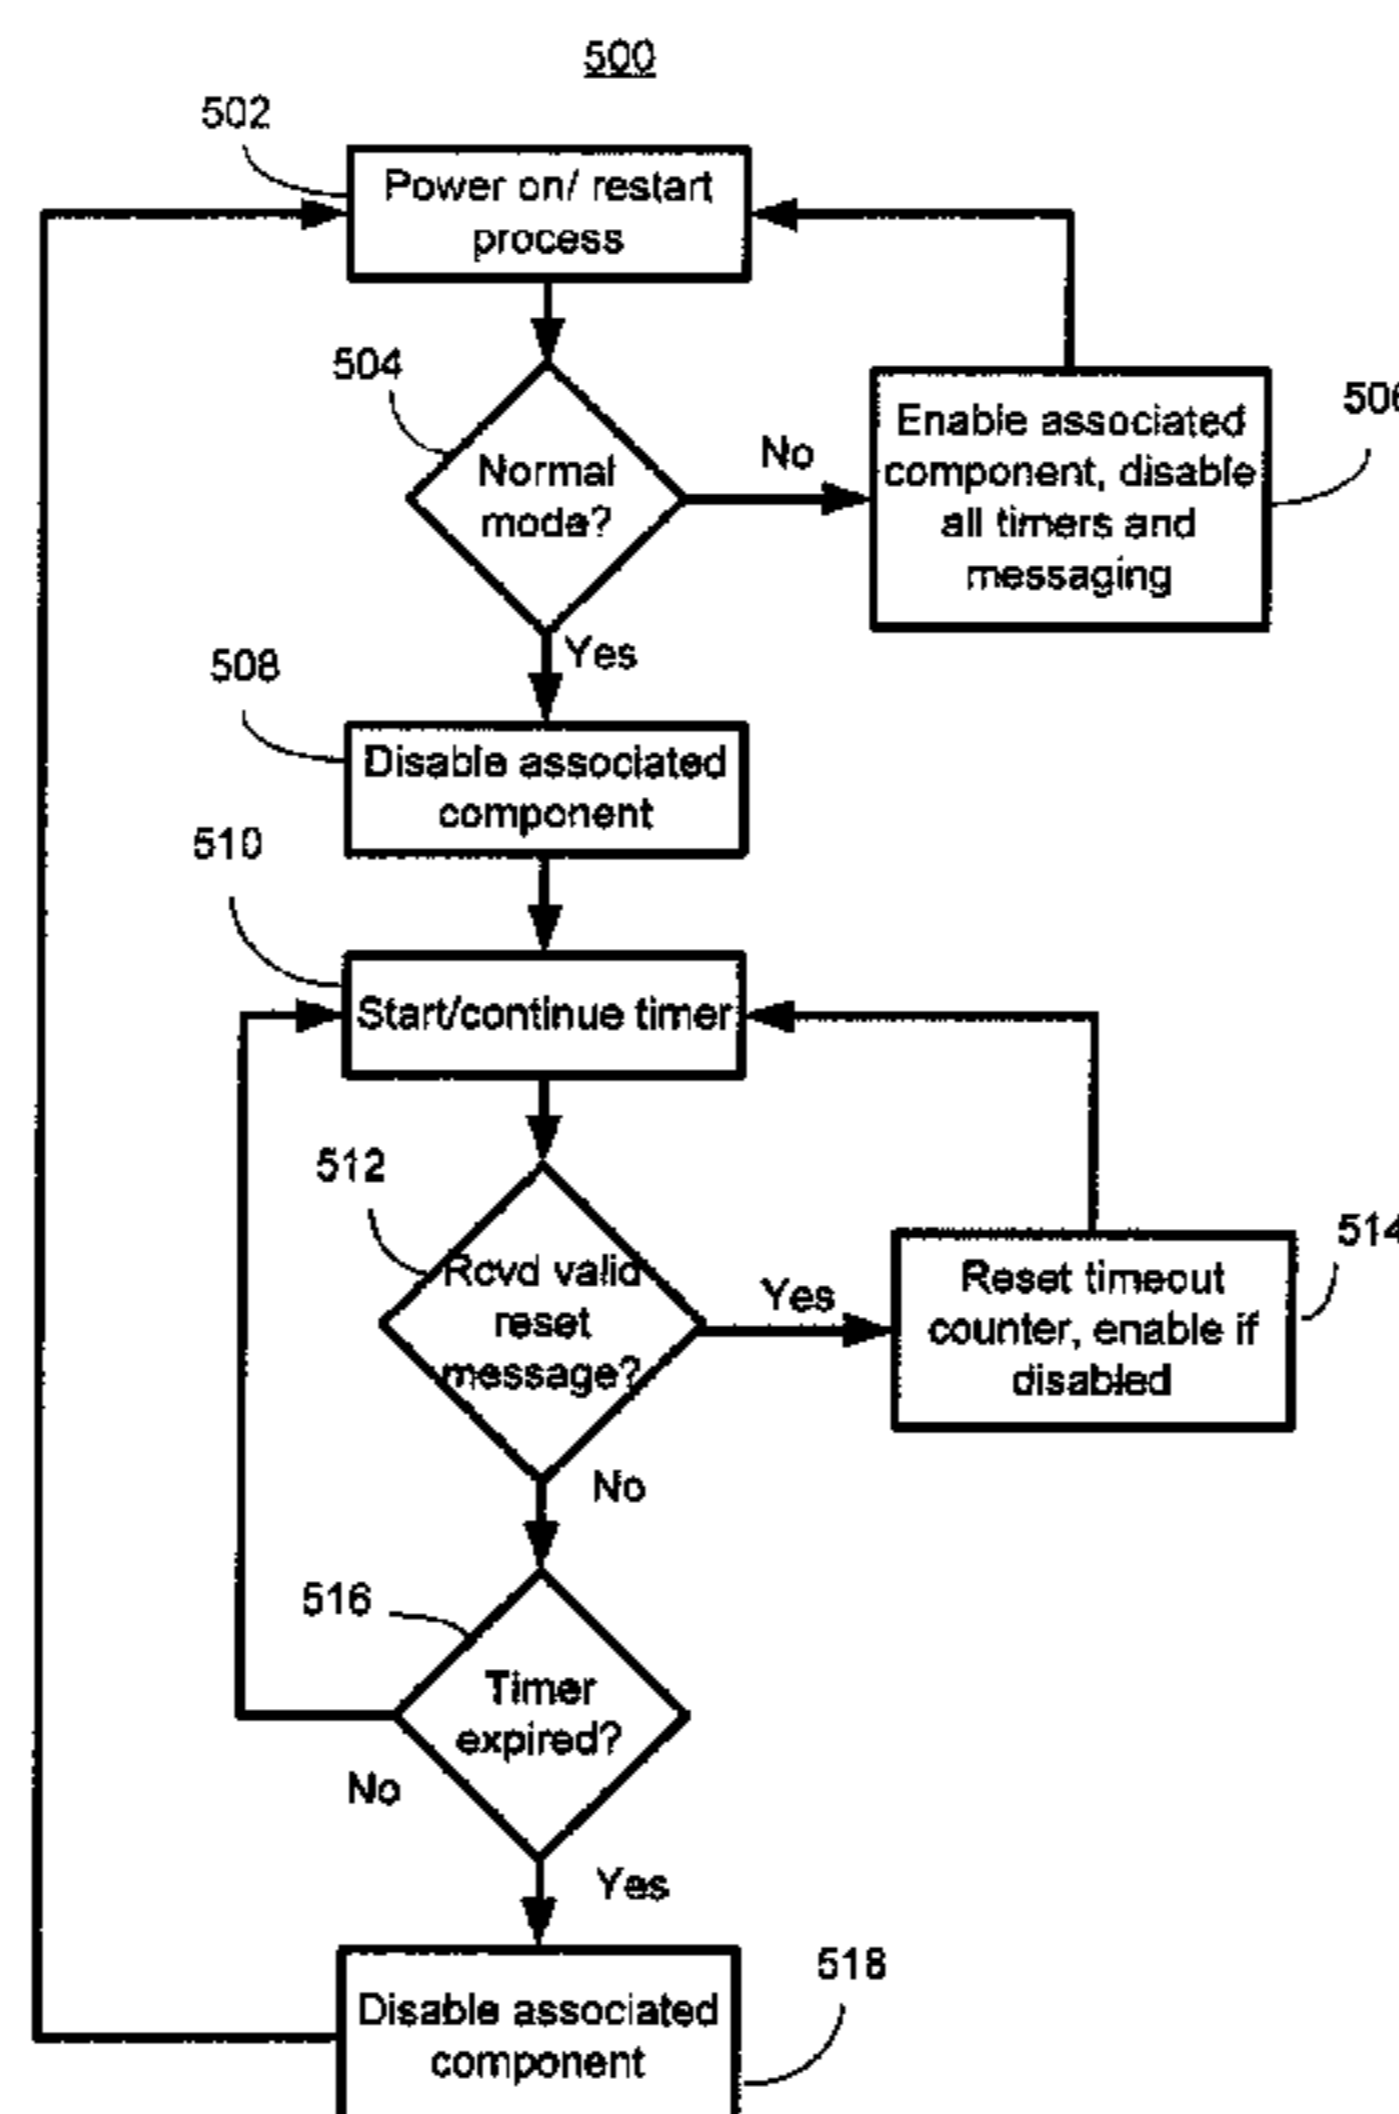 500
502
Power on/ restart
process
504
Normal
mode?
No
Enable associated
component, disable
all timers and
messaging
506
Yes
508
Disable associated
component
510
Start/continue timer
512
Rcvd valid
reset
message?
Yes
Reset timeout
counter, enable if
disabled
514
No
516
Timer
expired?
No
Yes
518
Disable associated
component